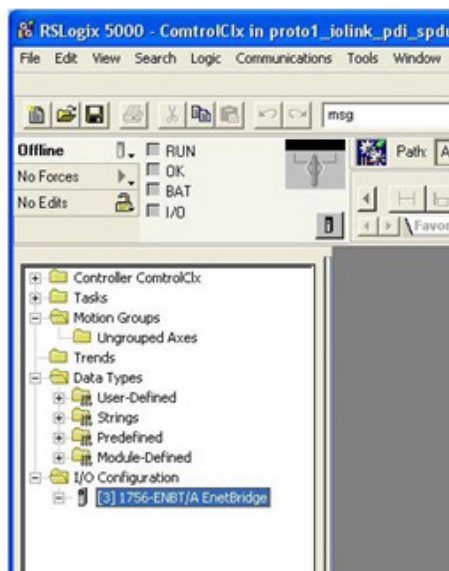 RSLogix 5000 - ComtrolClx in proto1_iolink_pdi_spdu
File Edit View Search Logic Communications Tools Window
msg
Offline
RUN
No Forces
OK
BAT
No Edits
I/O
Path: A
Favor
Controller ComtrolClx
Tasks
Motion Groups
Ungrouped Axes
Trends
Data Types
User-Defined
Strings
Predefined
Module-Defined
I/O Configuration
[3] 1756-ENBT/A EnetBridge